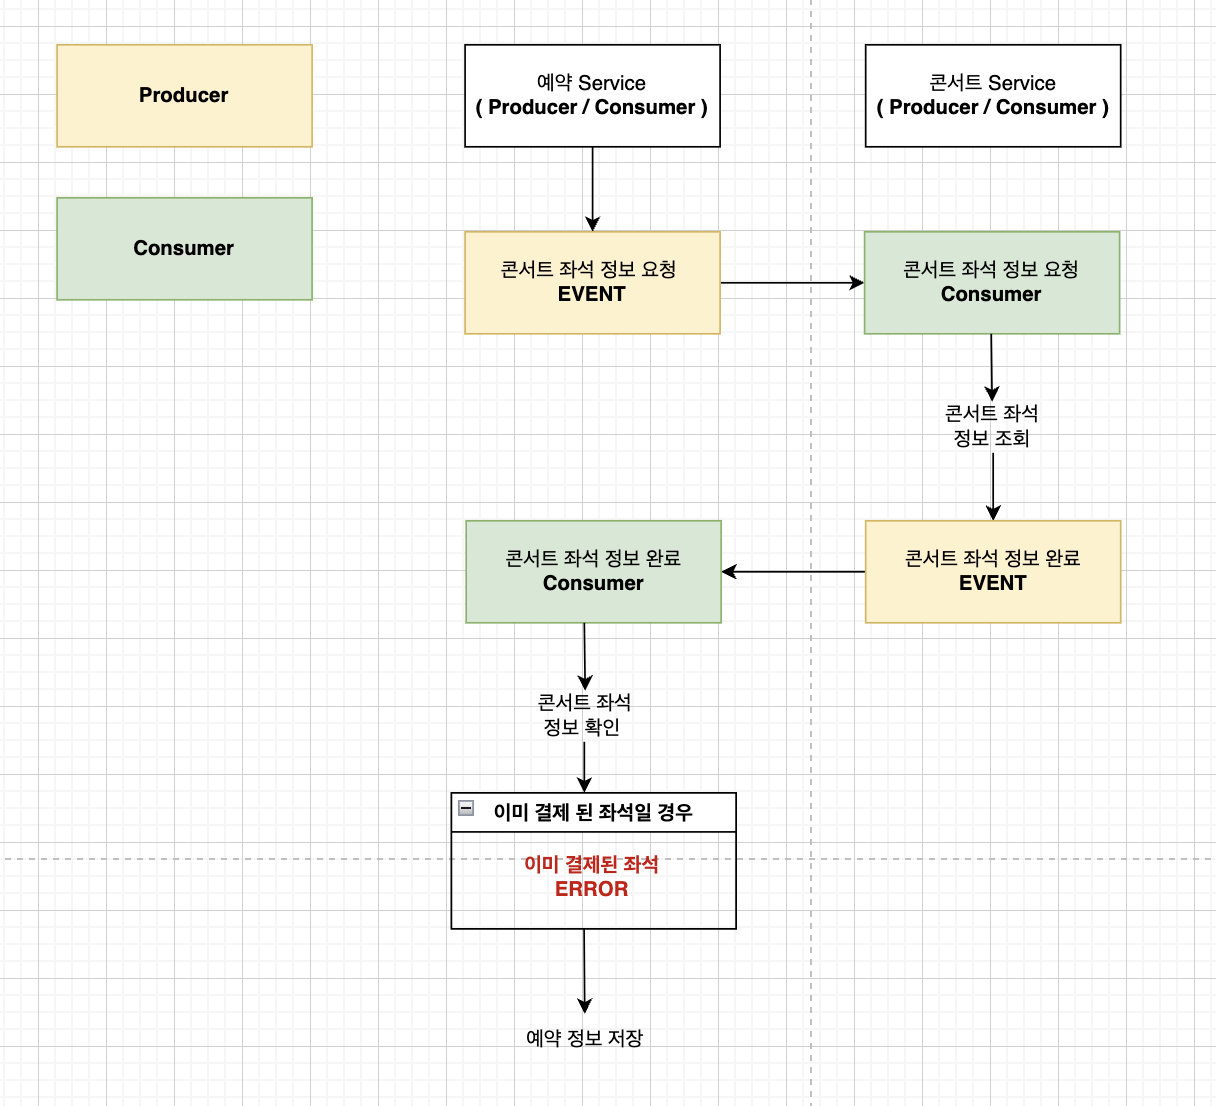 Producer
예약 Service
( Producer / Consumer )
콘서트 Service
( Producer / Consumer )
Consumer
콘서트 좌석 정보 요청
EVENT
콘서트 좌석 정보 요청
Consumer
콘서트 좌석
정보 조회
콘서트 좌석 정보 완료
Consumer
콘서트 좌석 정보 완료
EVENT
콘서트 좌석
정보 확인
이미 결제 된 좌석일 경우
이미 결제된 좌석
ERROR
예약 정보 저장